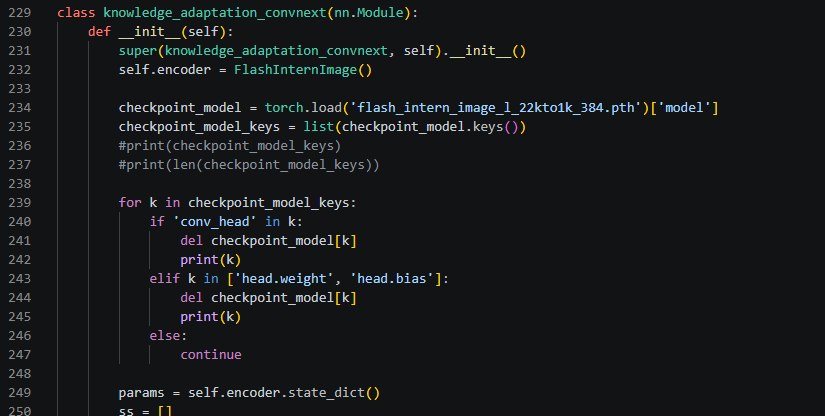 229 class knowledge_adaptation_convnext(nn.Module):
230     def __init__(self):
231         super(knowledge_adaptation_convnext, self).__init__()
232         self.encoder = FlashInternImage()
233
234         checkpoint_model = torch.load('flash_intern_image_l_22kto1k_384.pth')['model']
235         checkpoint_model_keys = list(checkpoint_model.keys())
236         #print(checkpoint_model_keys)
237         #print(len(checkpoint_model_keys))
238
239         for k in checkpoint_model_keys:
240             if 'conv_head' in k:
241                 del checkpoint_model[k]
242                 print(k)
243             elif k in ['head.weight', 'head.bias']:
244                 del checkpoint_model[k]
245                 print(k)
246             else:
247                 continue
248
249         params = self.encoder.state_dict()
250         ss = []